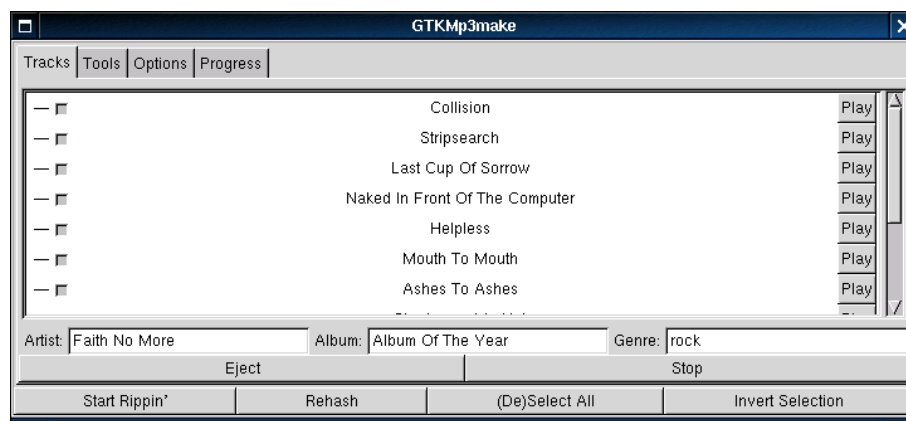 GTKMp3make
Tracks Tools Options Progress
Collision Play
Stripsearch Play
Last Cup Of Sorrow Play
Naked In Front Of The Computer Play
Helpless Play
Mouth To Mouth Play
Ashes To Ashes Play
Artist: Faith No More Album: Album Of The Year Genre: rock
Eject Stop
Start Rippin' Rehash (De)Select All Invert Selection